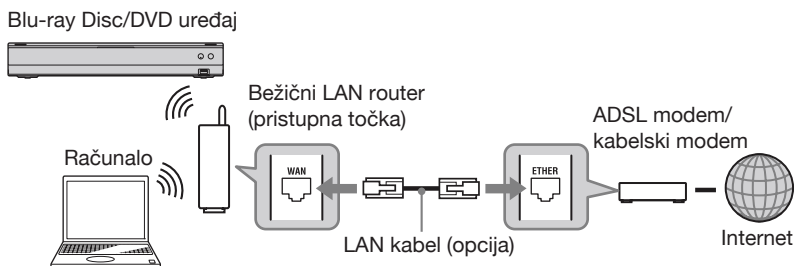 Blu-ray Disc/DVD uređaj
Bežični LAN router
(pristupna točka)
ADSL modem/
kabelski modem
Računalo
WAN
ETHER
LAN kabel (opcija)
Internet